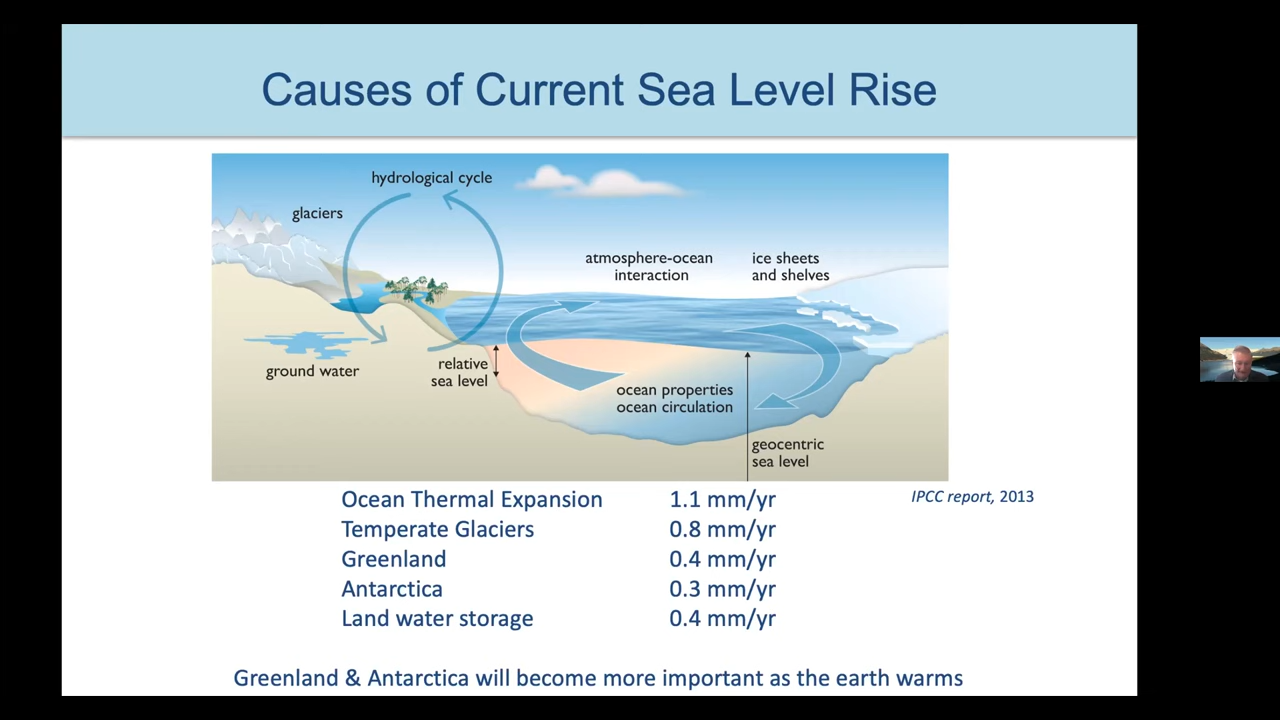 Causes of Current Sea Level Rise
hydrological cycle
glaciers
atmosphere-ocean
interaction
ice sheets
and shelves
ground water
relative
sea level
ocean properties
ocean circulation
geocentric
sea level
Ocean Thermal Expansion 1.1 mm/yr
IPCC report, 2013
Temperate Glaciers 0.8 mm/yr
Greenland 0.4 mm/yr
Antarctica 0.3 mm/yr
Land water storage 0.4 mm/yr
Greenland & Antarctica will become more important as the earth warms